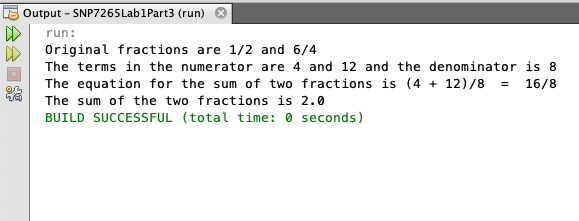 Output – SNP7265Lab1Part3 (run)
run:
Original fractions are 1/2 and 6/4
The terms in the numerator are 4 and 12 and the denominator is 8
The equation for the sum of two fractions is (4 + 12)/8  =  16/8
The sum of the two fractions is 2.0
BUILD SUCCESSFUL (total time: 0 seconds)